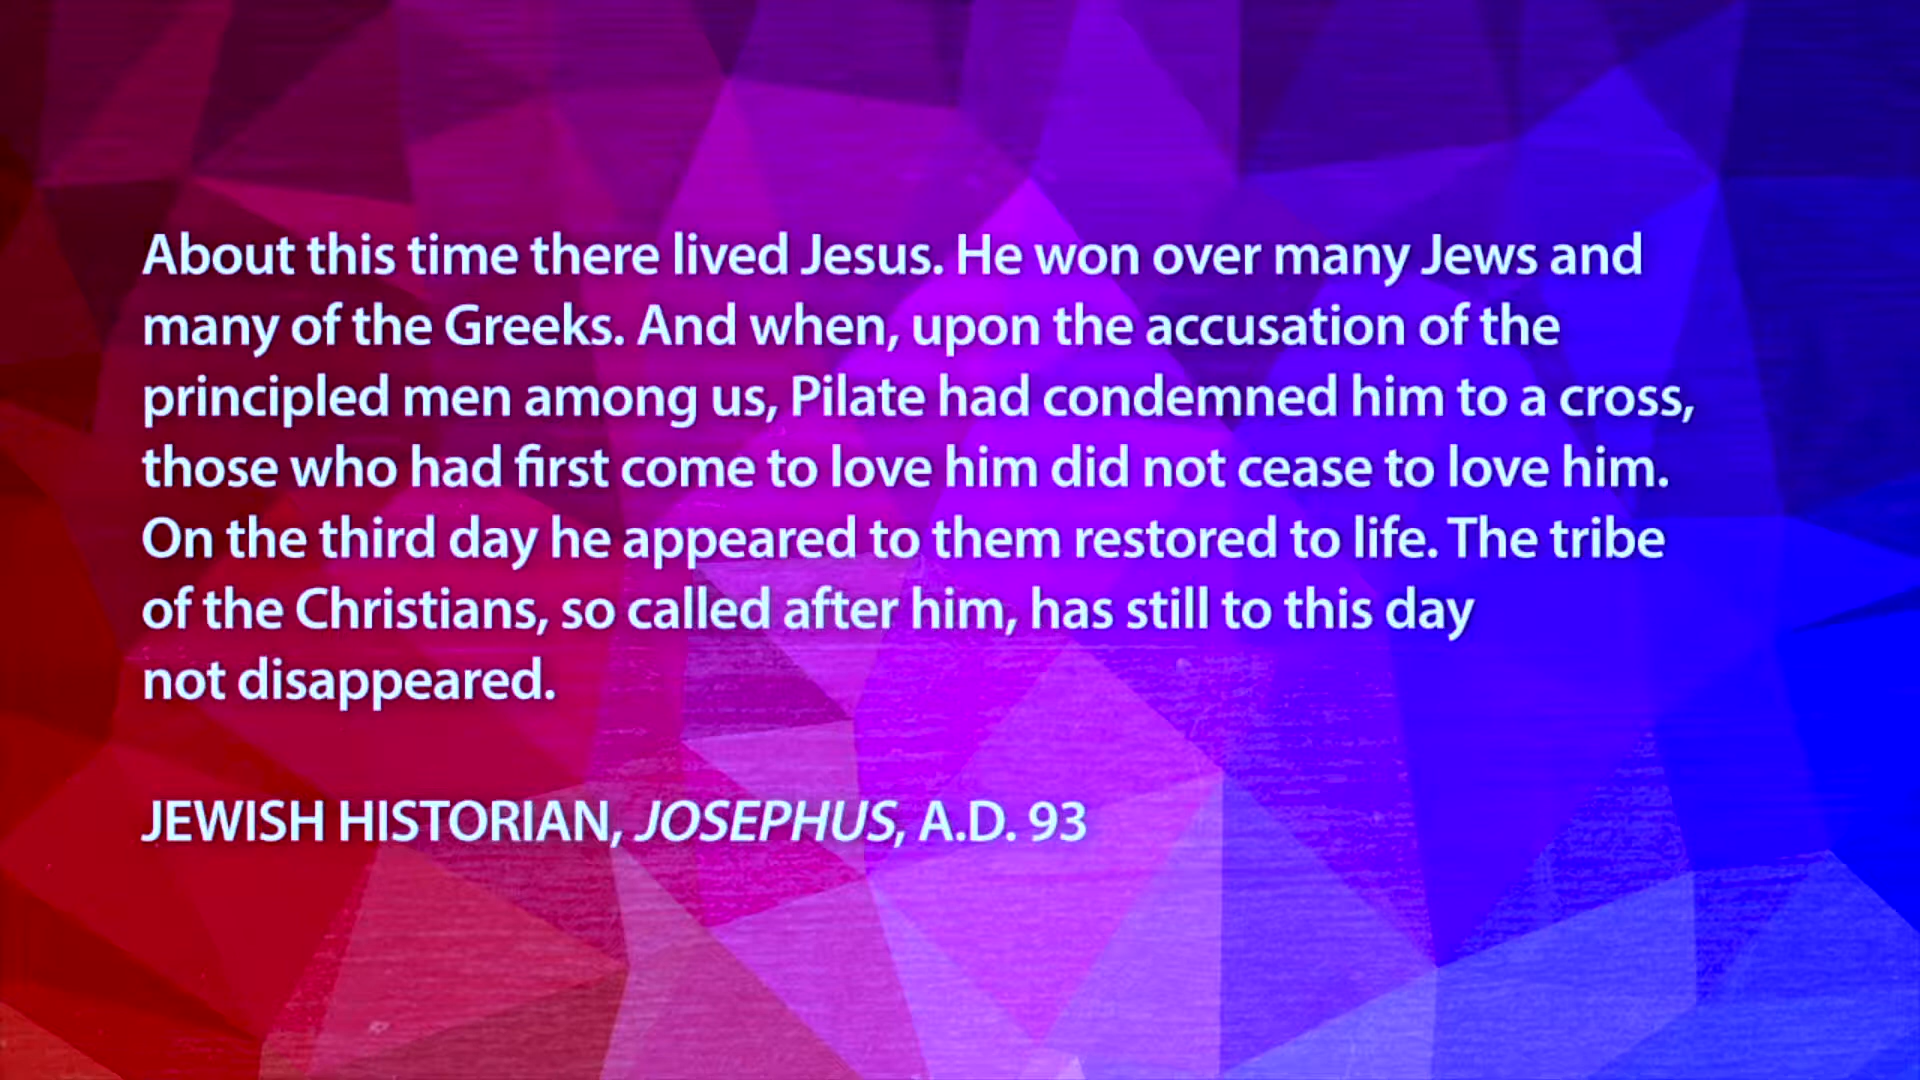 About this time there lived Jesus. He won over many Jews and
many of the Greeks. And when, upon the accusation of the
principled men among us, Pilate had condemned him to a cross,
those who had first come to love him did not cease to love him.
On the third day he appeared to them restored to life. The tribe
of the Christians, so called after him, has still to this day
not disappeared.
JEWISH HISTORIAN, JOSEPHUS, A.D. 93